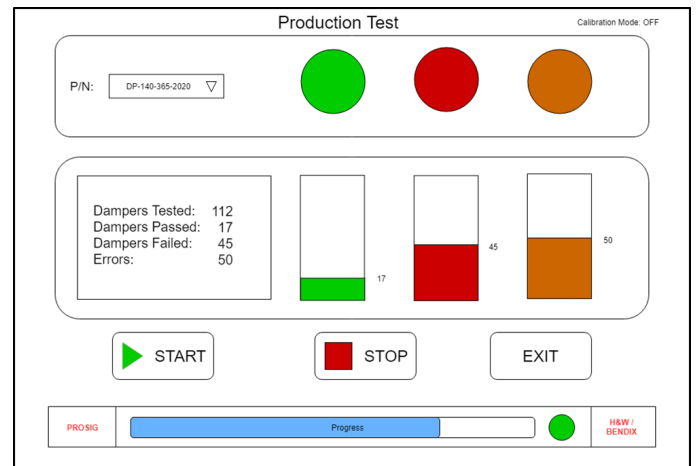 Production Test
Calibration Mode: OFF
P/N:
DP-140-365-2020
Dampers Tested: 112
Dampers Passed: 17
Dampers Failed: 45
Errors: 50
17
45
50
START
STOP
EXIT
PROSIG
Progress
H&W /
BENDIX